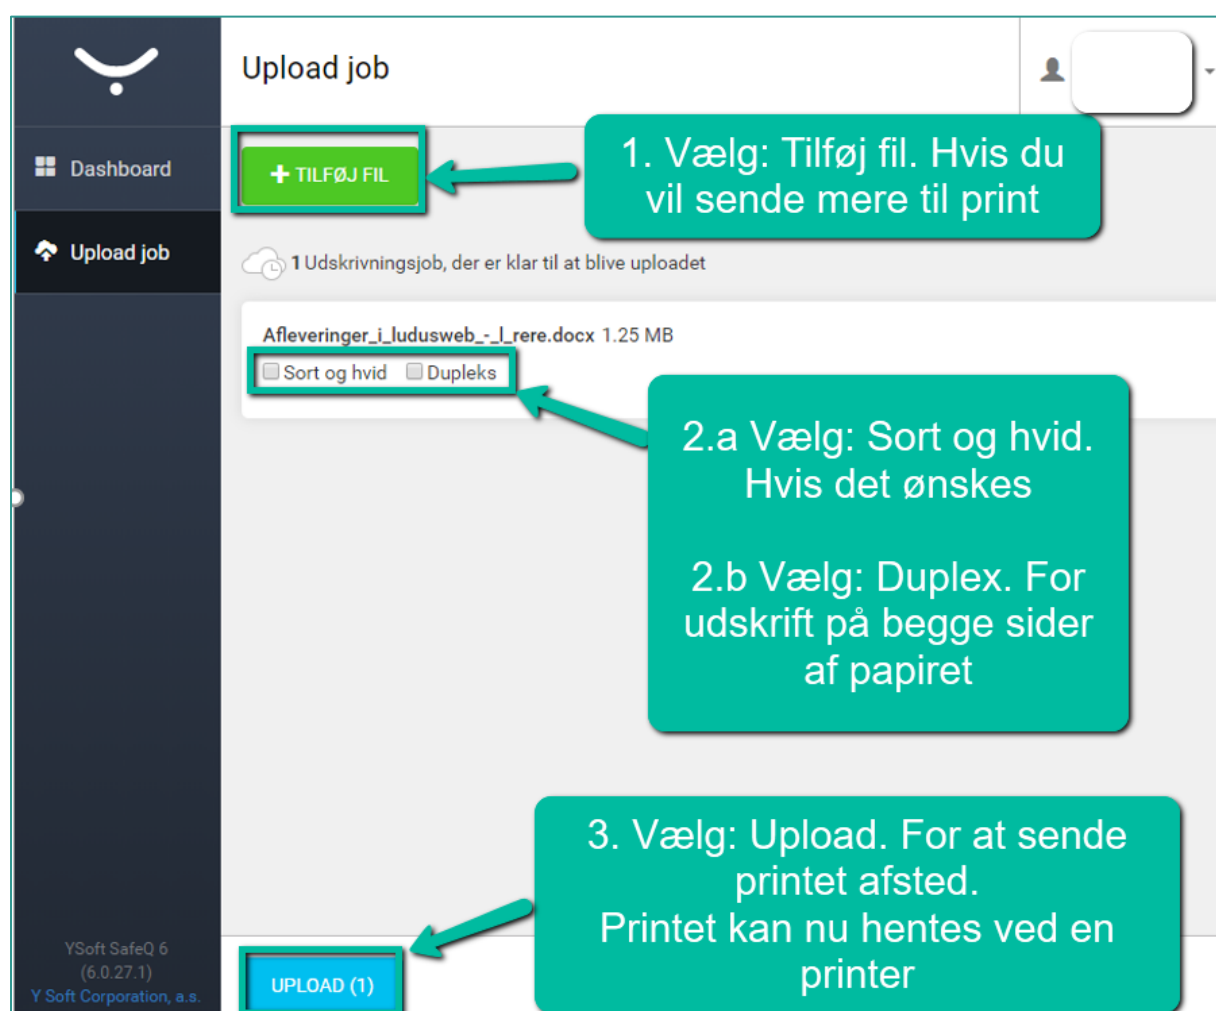 Upload job
Dashboard
+ TILFØJ FIL
1. Vælg: Tilføj fil. Hvis du
vil sende mere til print
Upload job
1 Udskrivningsjob, der er klar til at blive uploadet
Afleveringer_i_ludusweb_-_l_rere.docx 1.25 MB
Sort og hvid Dupleks
2.a Vælg: Sort og hvid.
Hvis det ønskes
2.b Vælg: Duplex. For
udskrift på begge sider
af papiret
3. Vælg: Upload. For at sende
printet afsted.
Printet kan nu hentes ved en
printer
YSoft SafeQ 6
(6.0.27.1)
Y Soft Corporation, a.s.
UPLOAD (1)